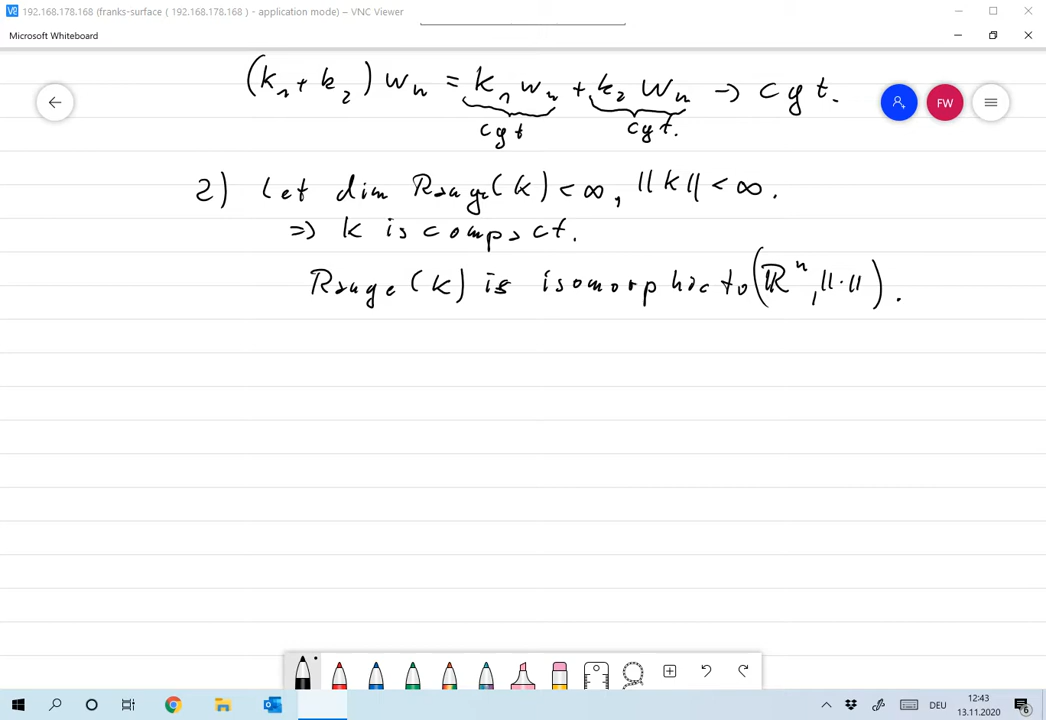 192.168.178.168 (franks-surface ( 192.168.178.168 ) - application mode) – VNC Viewer
Microsoft Whiteboard
(k₁ + k₂) wₙ = k₁ wₙ + k₂ wₙ → cgt.
cgt cgt.
FW
2) Let dim Range(k) < ∞, ||k|| < ∞.
⇒ k is compact.
Range(k) is isomorphic to (ℝⁿ, ||·||).
DEU
12:43
13.11.2020
6